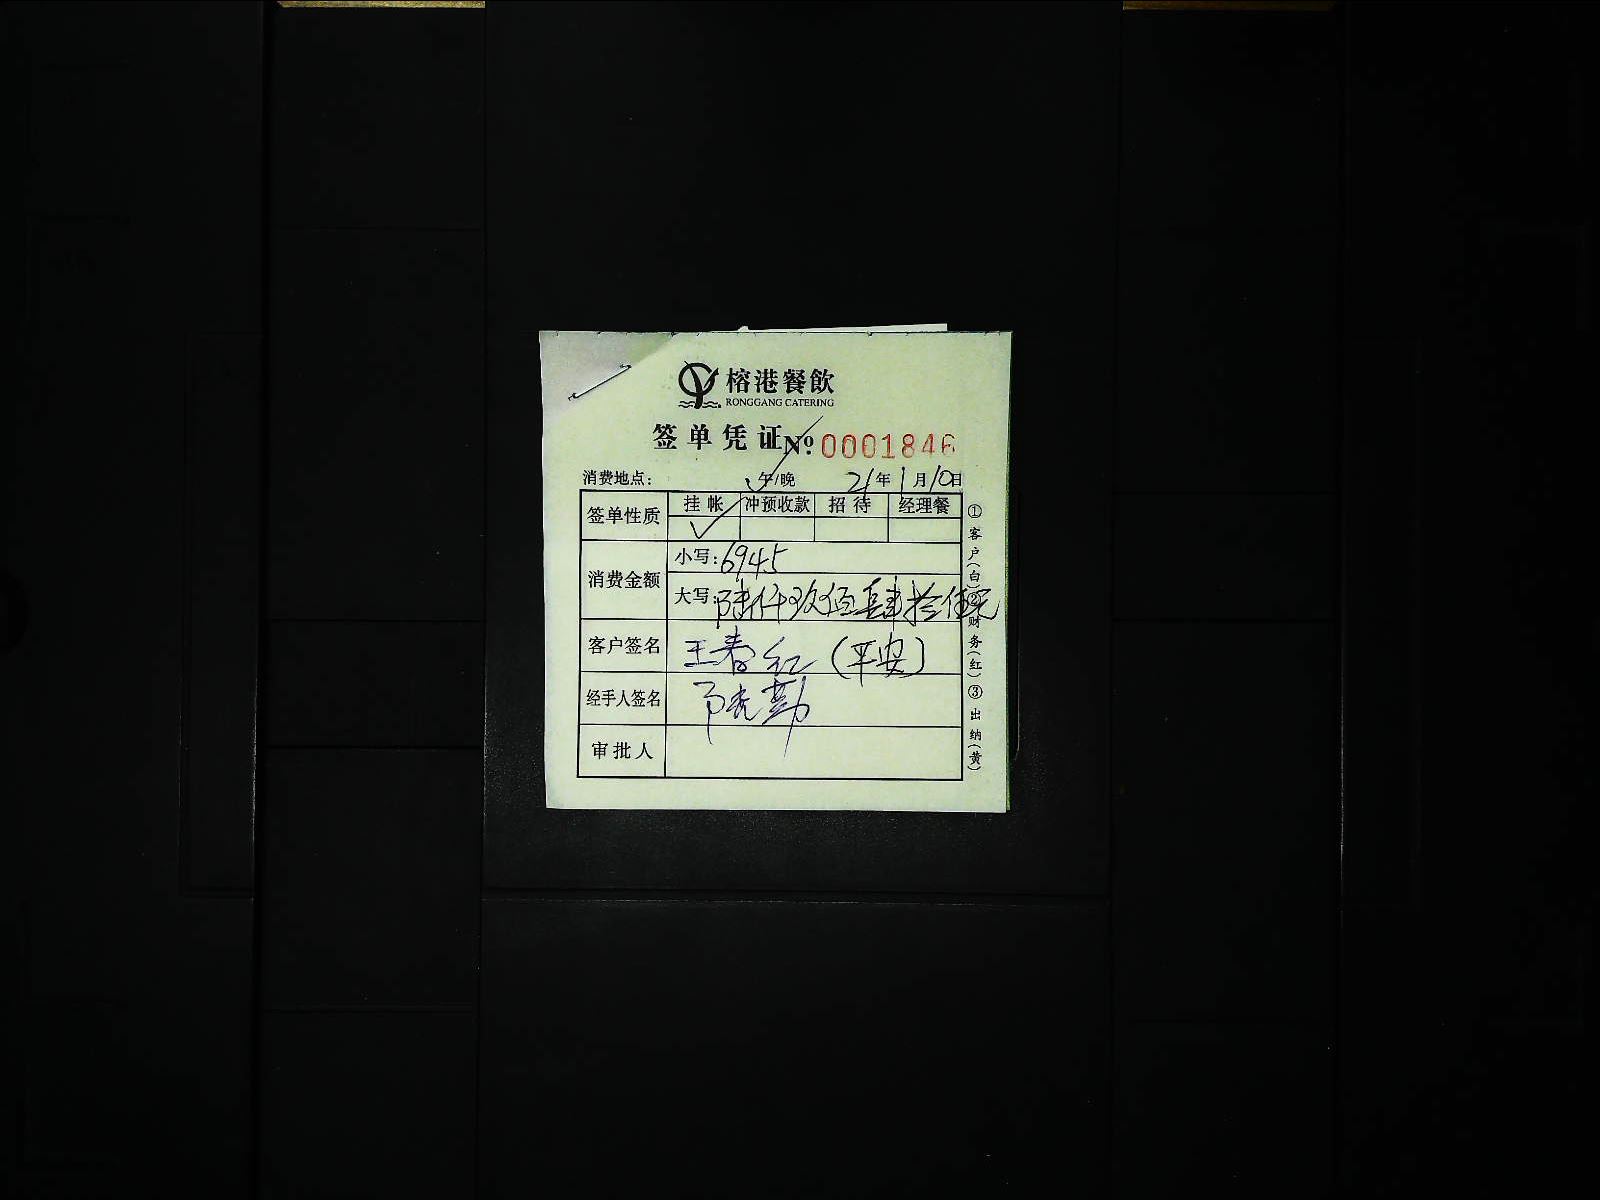 榕港餐飲
RONGGANG CATERING
签单凭证 Nº: 0001846
消费地点: 午/晚 21年1月10日
签单性质 挂帐 冲预收款 招待 经理餐
消费金额 小写: 6945
大写: 陆仟玖佰肆拾伍元
客户签名 王春红 (平安)
经手人签名
审批人
①客户(白)②财务(红)③出纳(黄)